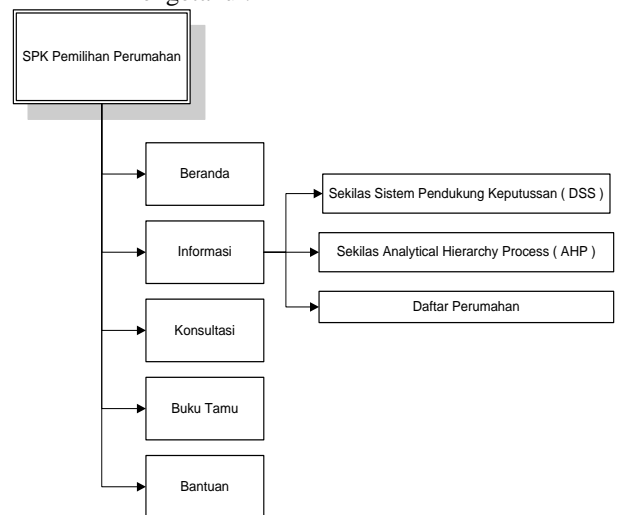 SPK Pemilihan Perumahan
Beranda
Informasi
Konsultasi
Buku Tamu
Bantuan
Sekilas Sistem Pendukung Keputussan ( DSS )
Sekilas Analytical Hierarchy Process ( AHP )
Daftar Perumahan